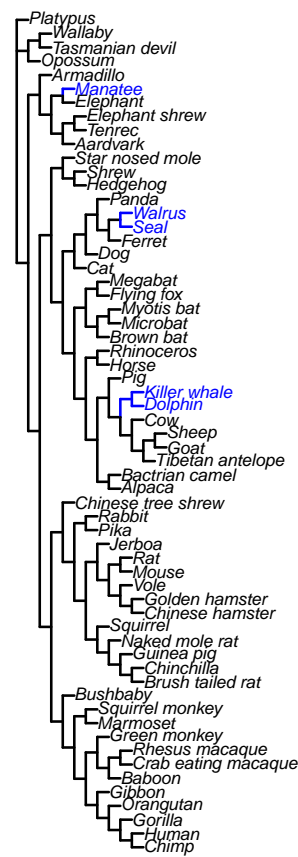 Platypus
Wallaby
Tasmanian devil
Opossum
Armadillo
Manatee
Elephant
Elephant shrew
Tenrec
Aardvark
Star nosed mole
Shrew
Hedgehog
Panda
Walrus
Seal
Ferret
Dog
Cat
Megabat
Flying fox
Myotis bat
Microbat
Brown bat
Rhinoceros
Horse
Pig
Killer whale
Dolphin
Cow
Sheep
Goat
Tibetan antelope
Bactrian camel
Alpaca
Chinese tree shrew
Rabbit
Pika
Jerboa
Rat
Mouse
Vole
Golden hamster
Chinese hamster
Squirrel
Naked mole rat
Guinea pig
Chinchilla
Brush tailed rat
Bushbaby
Squirrel monkey
Marmoset
Green monkey
Rhesus macaque
Crab eating macaque
Baboon
Gibbon
Orangutan
Gorilla
Human
Chimp